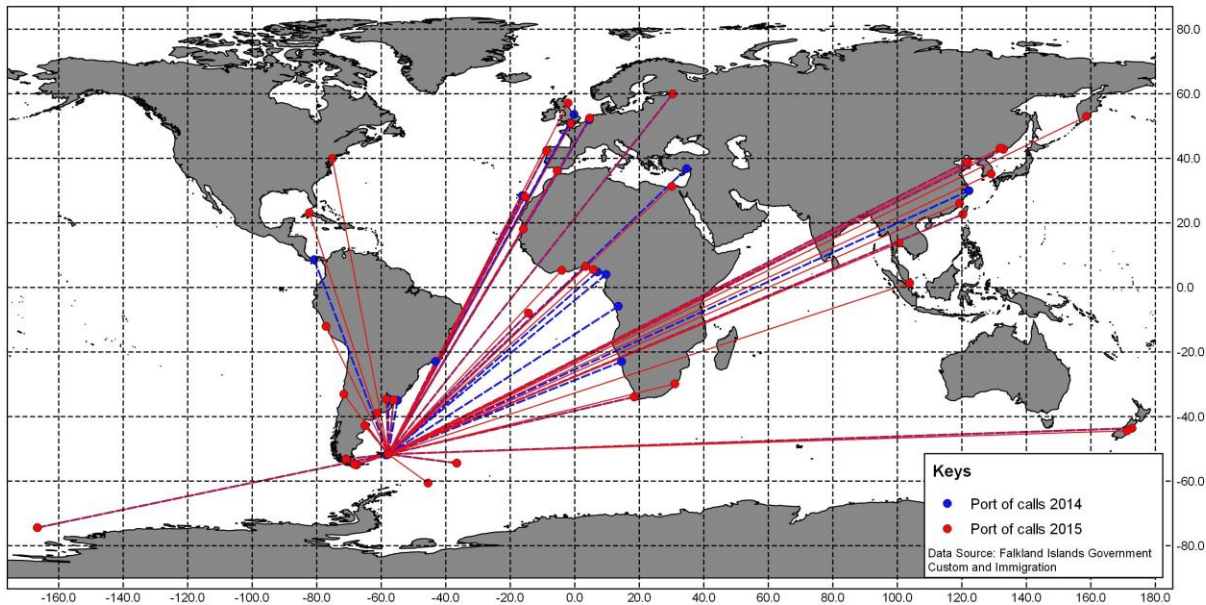 80.0
60.0
40.0
20.0
0.0
-20.0
-40.0
-60.0
-80.0
Keys
Port of calls 2014
Port of calls 2015
Data Source: Falkland Islands Government
Custom and Immigration
-160.0 -140.0 -120.0 -100.0 -80.0 -60.0 -40.0 -20.0 0.0 20.0 40.0 60.0 80.0 100.0 120.0 140.0 160.0 180.0